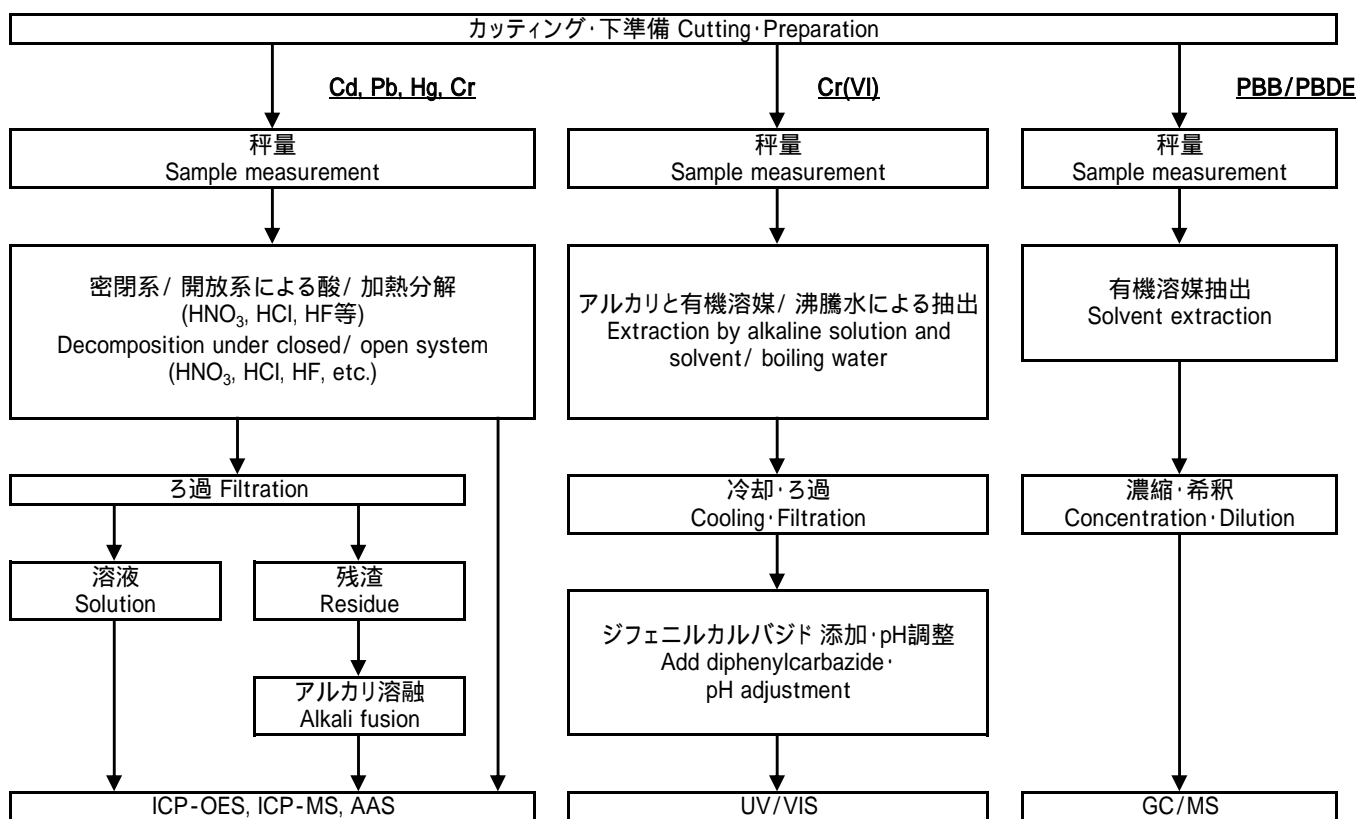 カッティング･下準備 Cutting･Preparation
Cd, Pb, Hg, Cr
Cr(VI)
PBB/PBDE
秤量
Sample measurement
秤量
Sample measurement
秤量
Sample measurement
密閉系/ 開放系による酸/ 加熱分解
(HNO₃, HCl, HF等)
Decomposition under closed/ open system
(HNO₃, HCl, HF, etc.)
アルカリと有機溶媒/ 沸騰水による抽出
Extraction by alkaline solution and
solvent/ boiling water
有機溶媒抽出
Solvent extraction
ろ過 Filtration
冷却･ろ過
Cooling･Filtration
濃縮･希釈
Concentration･Dilution
溶液
Solution
残渣
Residue
ジフェニルカルバジド 添加･pH調整
Add diphenylcarbazide･
pH adjustment
アルカリ溶融
Alkali fusion
ICP-OES, ICP-MS, AAS
UV/VIS
GC/MS